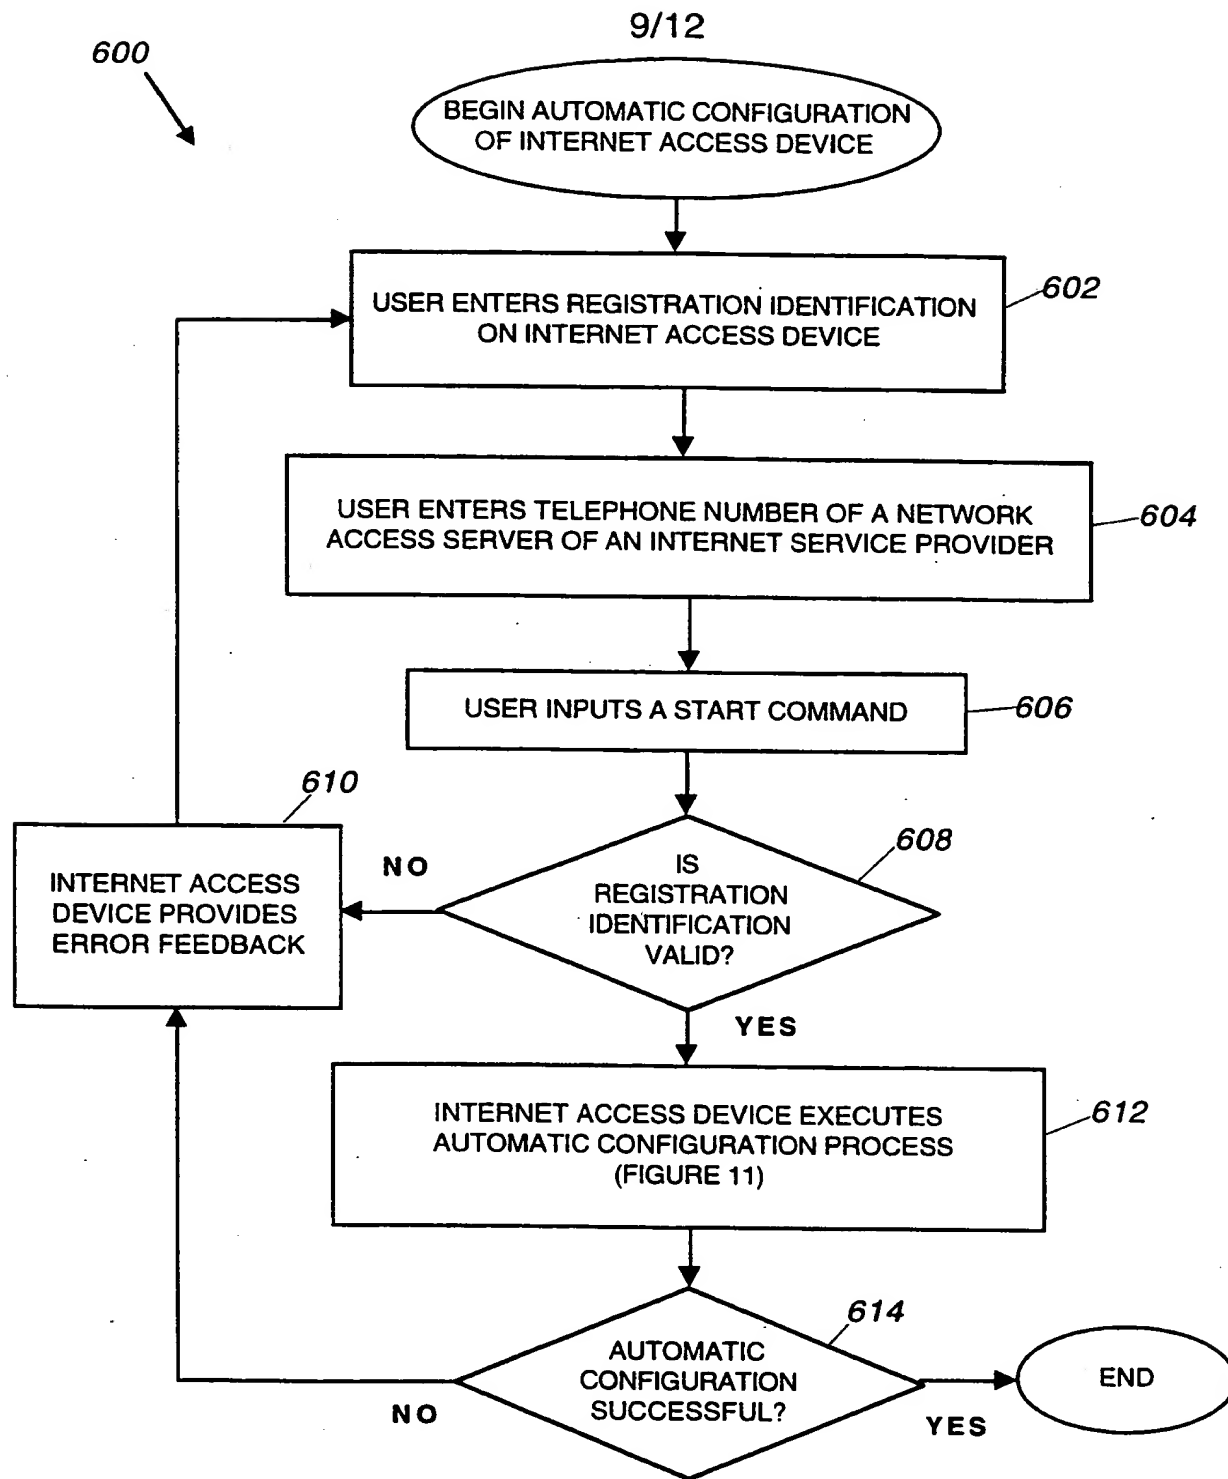 9/12
600
BEGIN AUTOMATIC CONFIGURATION
OF INTERNET ACCESS DEVICE
USER ENTERS REGISTRATION IDENTIFICATION
ON INTERNET ACCESS DEVICE
602
USER ENTERS TELEPHONE NUMBER OF A NETWORK
ACCESS SERVER OF AN INTERNET SERVICE PROVIDER
604
USER INPUTS A START COMMAND
606
610
INTERNET ACCESS
DEVICE PROVIDES
ERROR FEEDBACK
NO
608
IS
REGISTRATION
IDENTIFICATION
VALID?
YES
INTERNET ACCESS DEVICE EXECUTES
AUTOMATIC CONFIGURATION PROCESS
(FIGURE 11)
612
614
AUTOMATIC
CONFIGURATION
SUCCESSFUL?
NO
YES
END